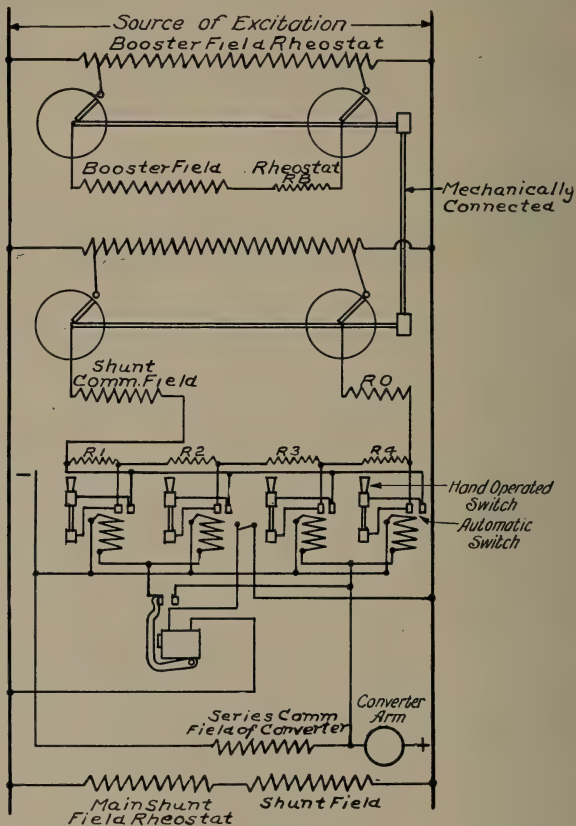 Source of Excitation
Booster Field Rheostat
Booster Field
Rheostat
RB
Mechanically
Connected
Shunt
Comm. Field
RO
R1
R2
R3
R4
Hand Operated
Switch
Automatic
Switch
Series Comm
Field of Converter
Converter
Arm
Main Shunt
Field Rheostat
Shunt Field